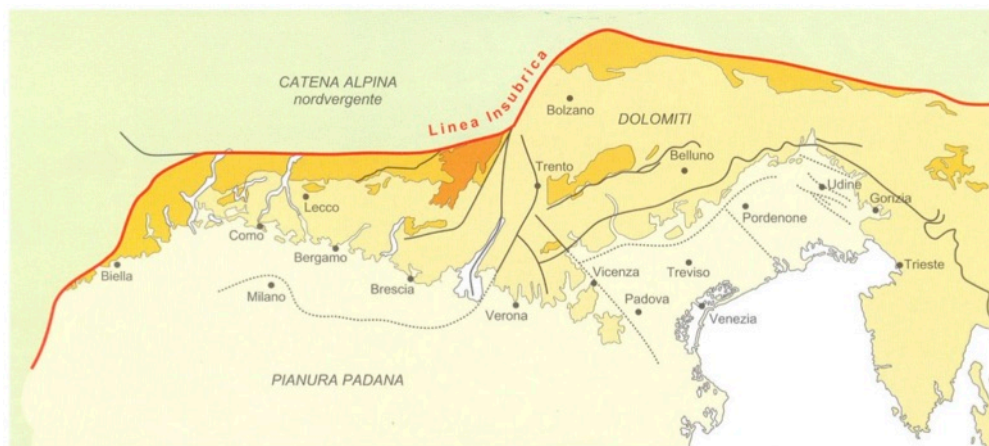 CATENA ALPINA
nordvergente
Linea Insubrica
Bolzano
DOLOMITI
Trento
Belluno
Udine
Lecco
Pordenone
Gorizia
Como
Bergamo
Biella
Milano
Brescia
Vicenza
Treviso
Trieste
Verona
Padova
Venezia
PIANURA PADANA